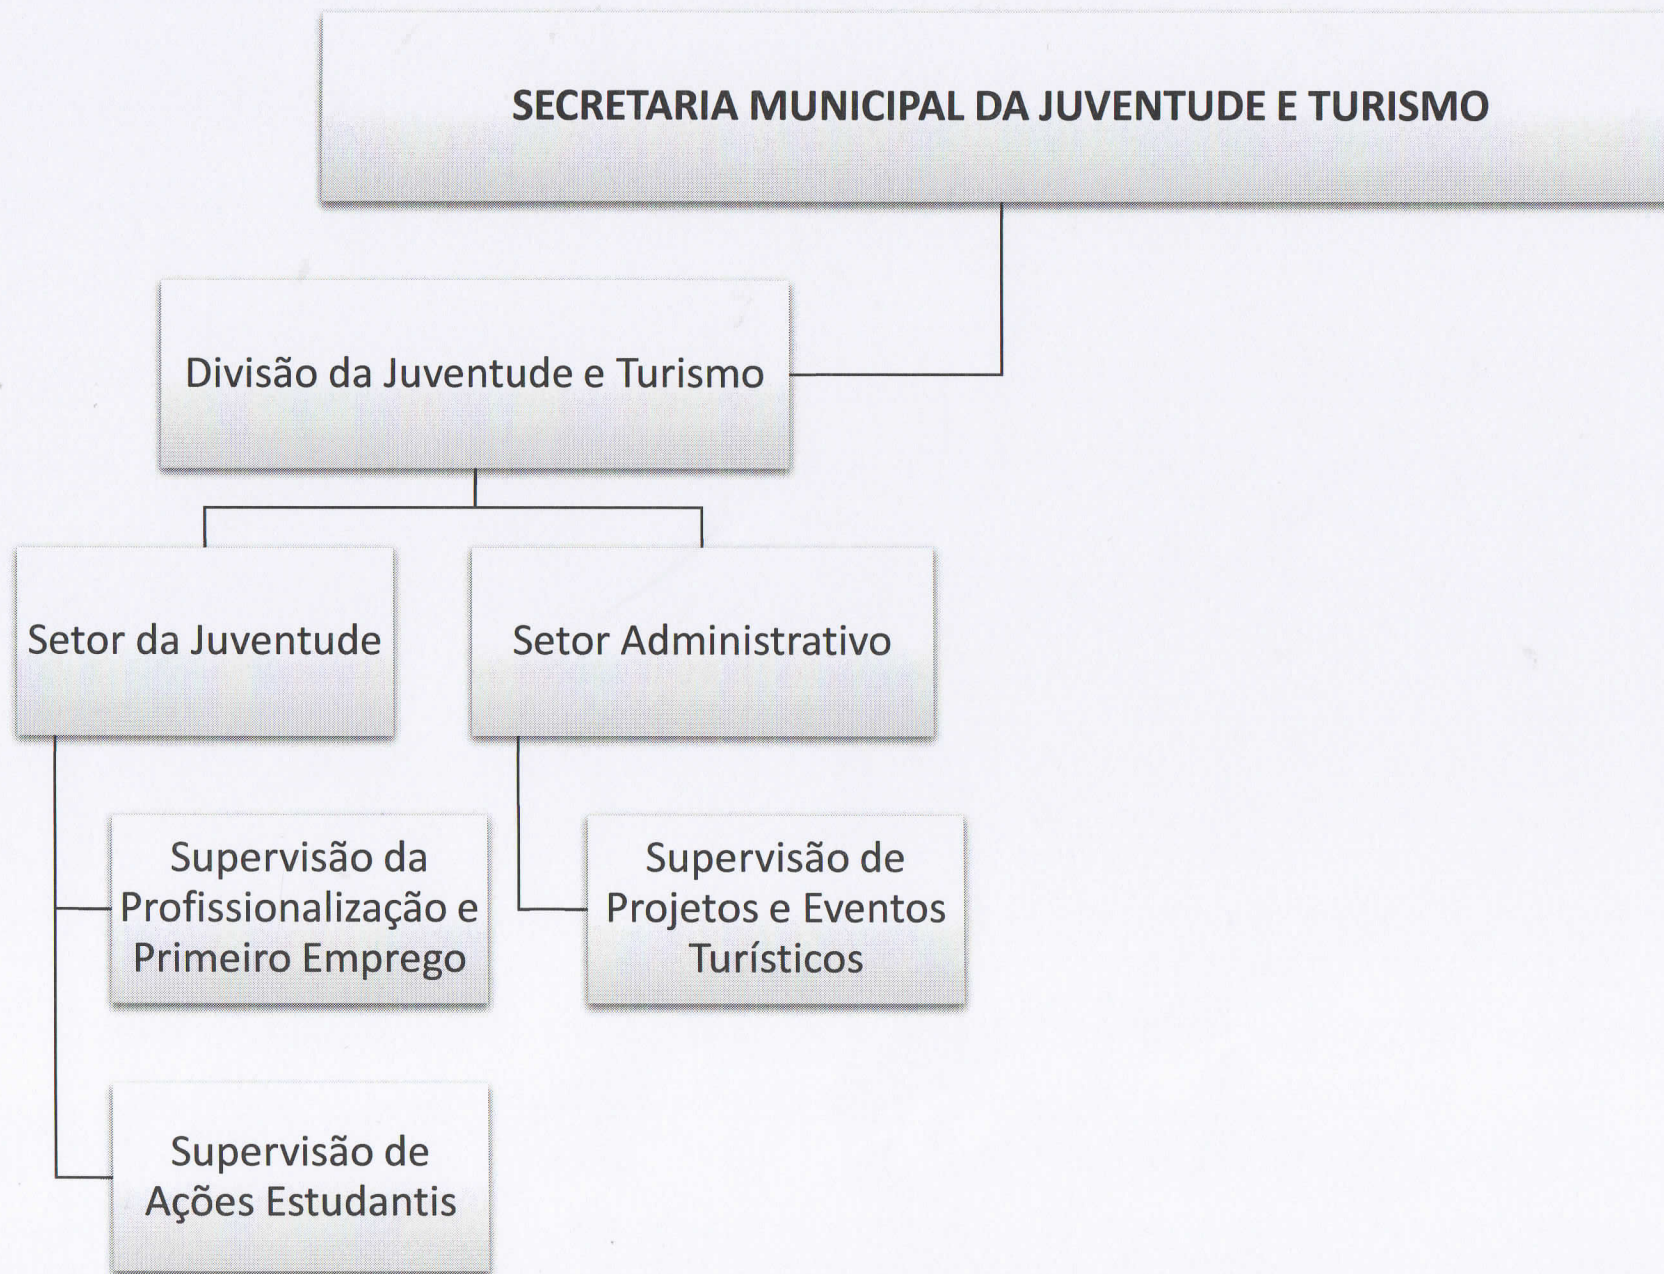 SECRETARIA MUNICIPAL DA JUVENTUDE E TURISMO
Divisão da Juventude e Turismo
Setor da Juventude
Setor Administrativo
Supervisão da
Profissionalização e
Primeiro Emprego
Supervisão de
Projetos e Eventos
Turísticos
Supervisão de
Ações Estudantis